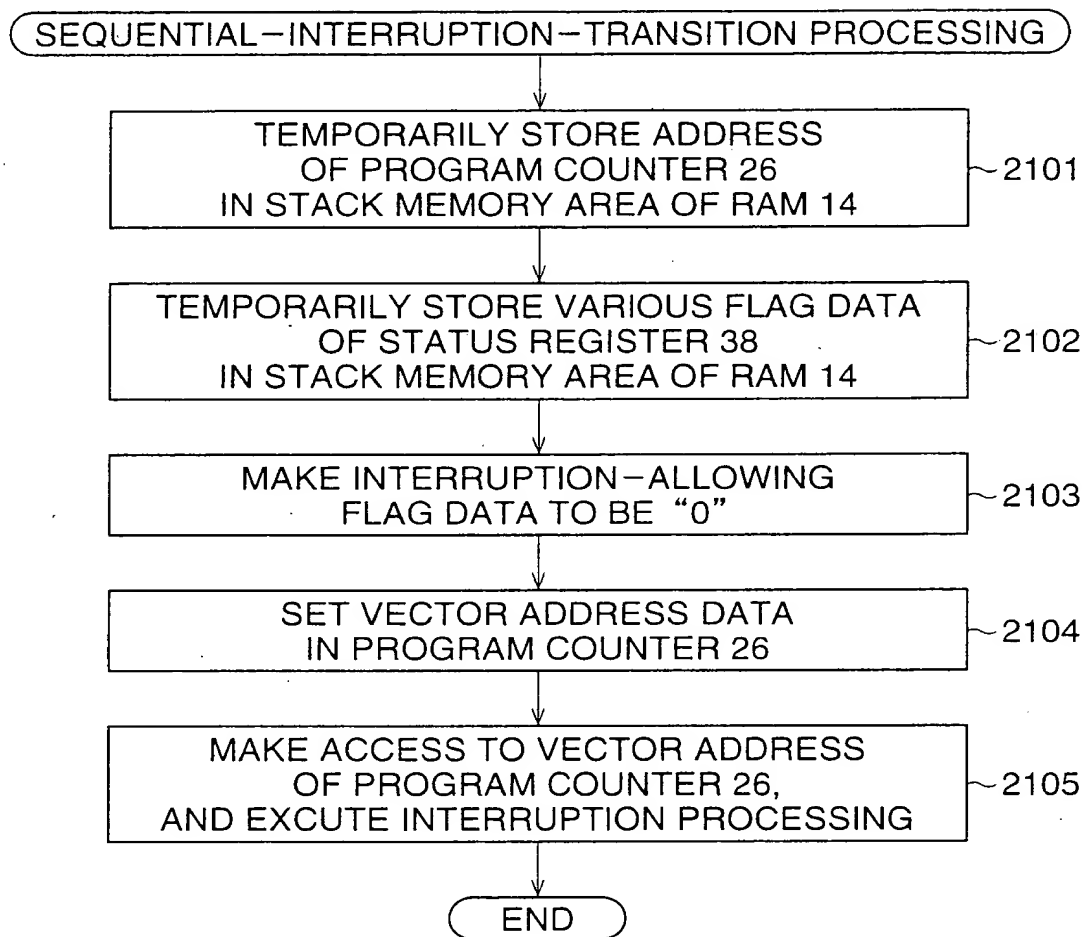 SEQUENTIAL-INTERRUPTION-TRANSITION PROCESSING
TEMPORARILY STORE ADDRESS
OF PROGRAM COUNTER 26
IN STACK MEMORY AREA OF RAM 14
2101
TEMPORARILY STORE VARIOUS FLAG DATA
OF STATUS REGISTER 38
IN STACK MEMORY AREA OF RAM 14
2102
MAKE INTERRUPTION-ALLOWING
FLAG DATA TO BE “0”
2103
SET VECTOR ADDRESS DATA
IN PROGRAM COUNTER 26
2104
MAKE ACCESS TO VECTOR ADDRESS
OF PROGRAM COUNTER 26,
AND EXCUTE INTERRUPTION PROCESSING
2105
END